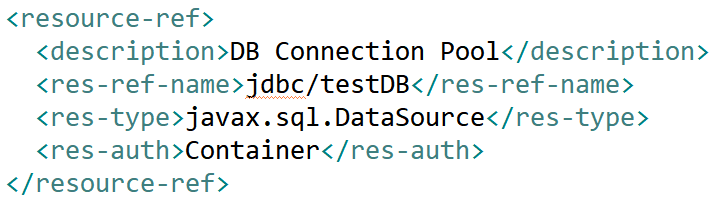 <resource-ref>
<description>DB Connection Pool</description>
<res-ref-name>jdbc/testDB</res-ref-name>
<res-type>javax.sql.DataSource</res-type>
<res-auth>Container</res-auth>
</resource-ref>